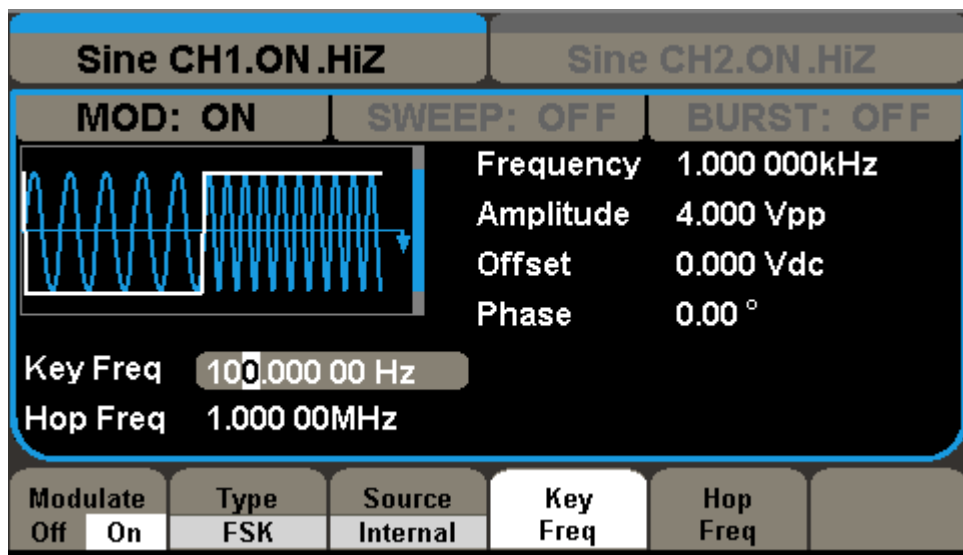 Sine CH1.ON.HiZ
Sine CH2.ON.HiZ
MOD: ON
SWEEP: OFF
BURST: OFF
Frequency 1.000 000kHz
Amplitude 4.000 Vpp
Offset 0.000 Vdc
Phase 0.00 °
Key Freq 100.000 00 Hz
Hop Freq 1.000 00MHz
Modulate
Off On
Type
FSK
Source
Internal
Key
Freq
Hop
Freq